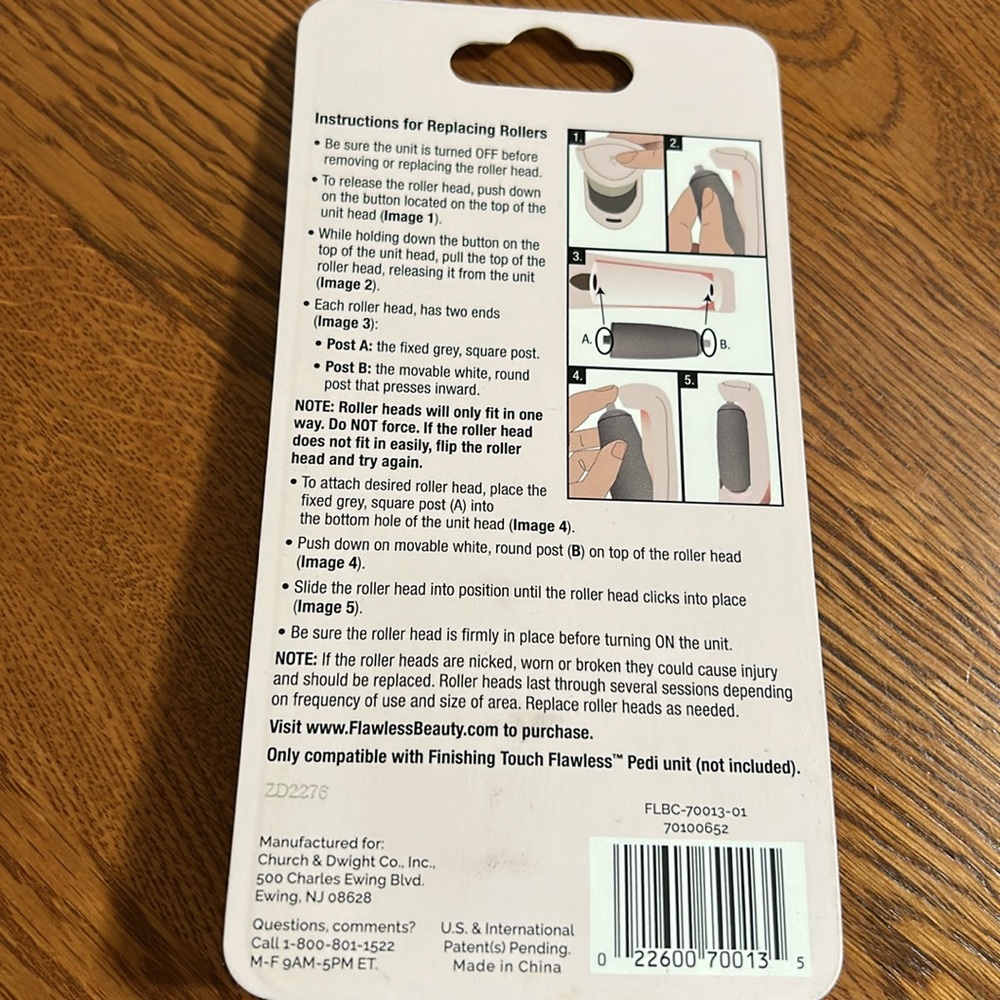 Instructions for Replacing Rollers
• Be sure the unit is turned OFF before
removing or replacing the roller head.
• To release the roller head, push down
on the button located on the top of the
unit head (Image 1).
• While holding down the button on the
top of the unit head, pull the top of the
roller head, releasing it from the unit
(Image 2).
• Each roller head, has two ends
(Image 3):
• Post A: the fixed grey, square post.
• Post B: the movable white, round
post that presses inward.
NOTE: Roller heads will only fit in one
way. Do NOT force. If the roller head
does not fit in easily, flip the roller
head and try again.
• To attach desired roller head, place the
fixed grey, square post (A) into
the bottom hole of the unit head (Image 4).
• Push down on movable white, round post (B) on top of the roller head
(Image 4).
• Slide the roller head into position until the roller head clicks into place
(Image 5).
• Be sure the roller head is firmly in place before turning ON the unit.
NOTE: If the roller heads are nicked, worn or broken they could cause injury
and should be replaced. Roller heads last through several sessions depending
on frequency of use and size of area. Replace roller heads as needed.
Visit www.FlawlessBeauty.com to purchase.
Only compatible with Finishing Touch Flawless™ Pedi unit (not included).
1.
2.
3.
A.
B.
4.
5.
ZD2276
Manufactured for:
Church & Dwight Co., Inc.,
500 Charles Ewing Blvd.
Ewing, NJ 08628
Questions, comments?
Call 1-800-801-1522
M-F 9AM-5PM ET.
U.S. & International
Patent(s) Pending.
Made in China
FLBC-70013-01
70100652
0 22600 70013 5